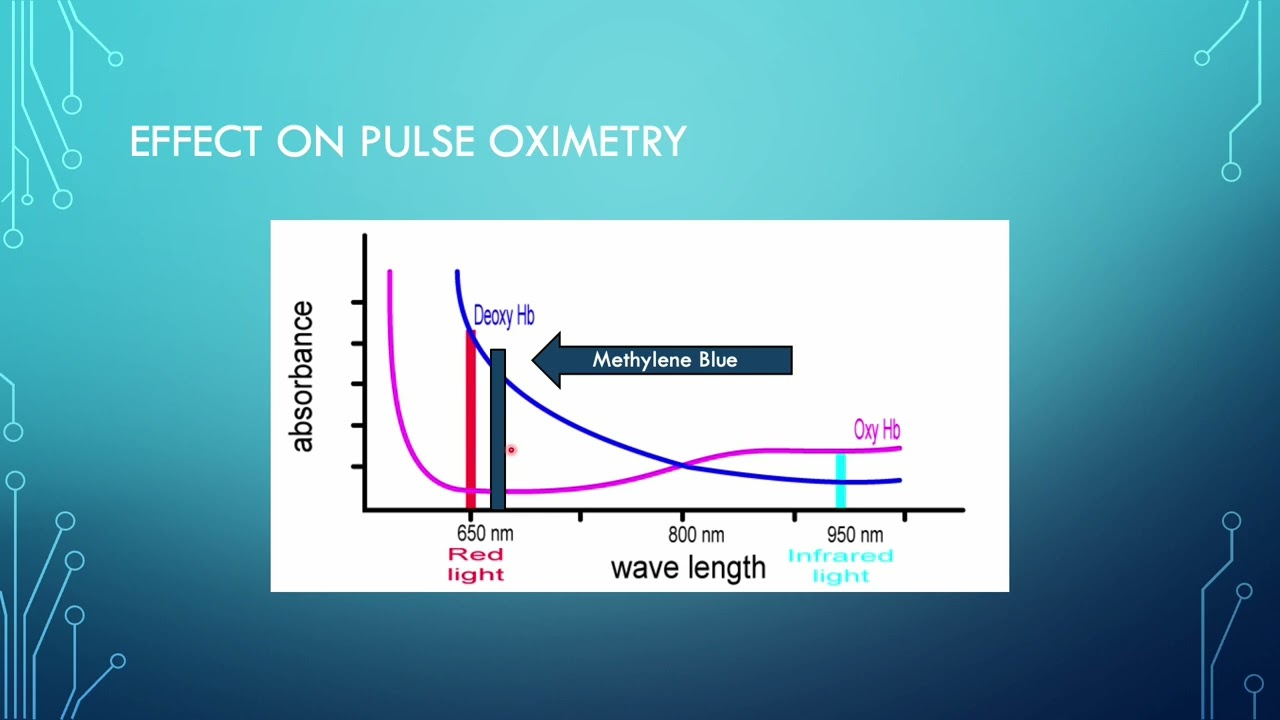 EFFECT ON PULSE OXIMETRY
absorbance
Deoxy Hb
Methylene Blue
Oxy Hb
650 nm
800 nm
950 nm
Red
light
wave length
Infrared
light